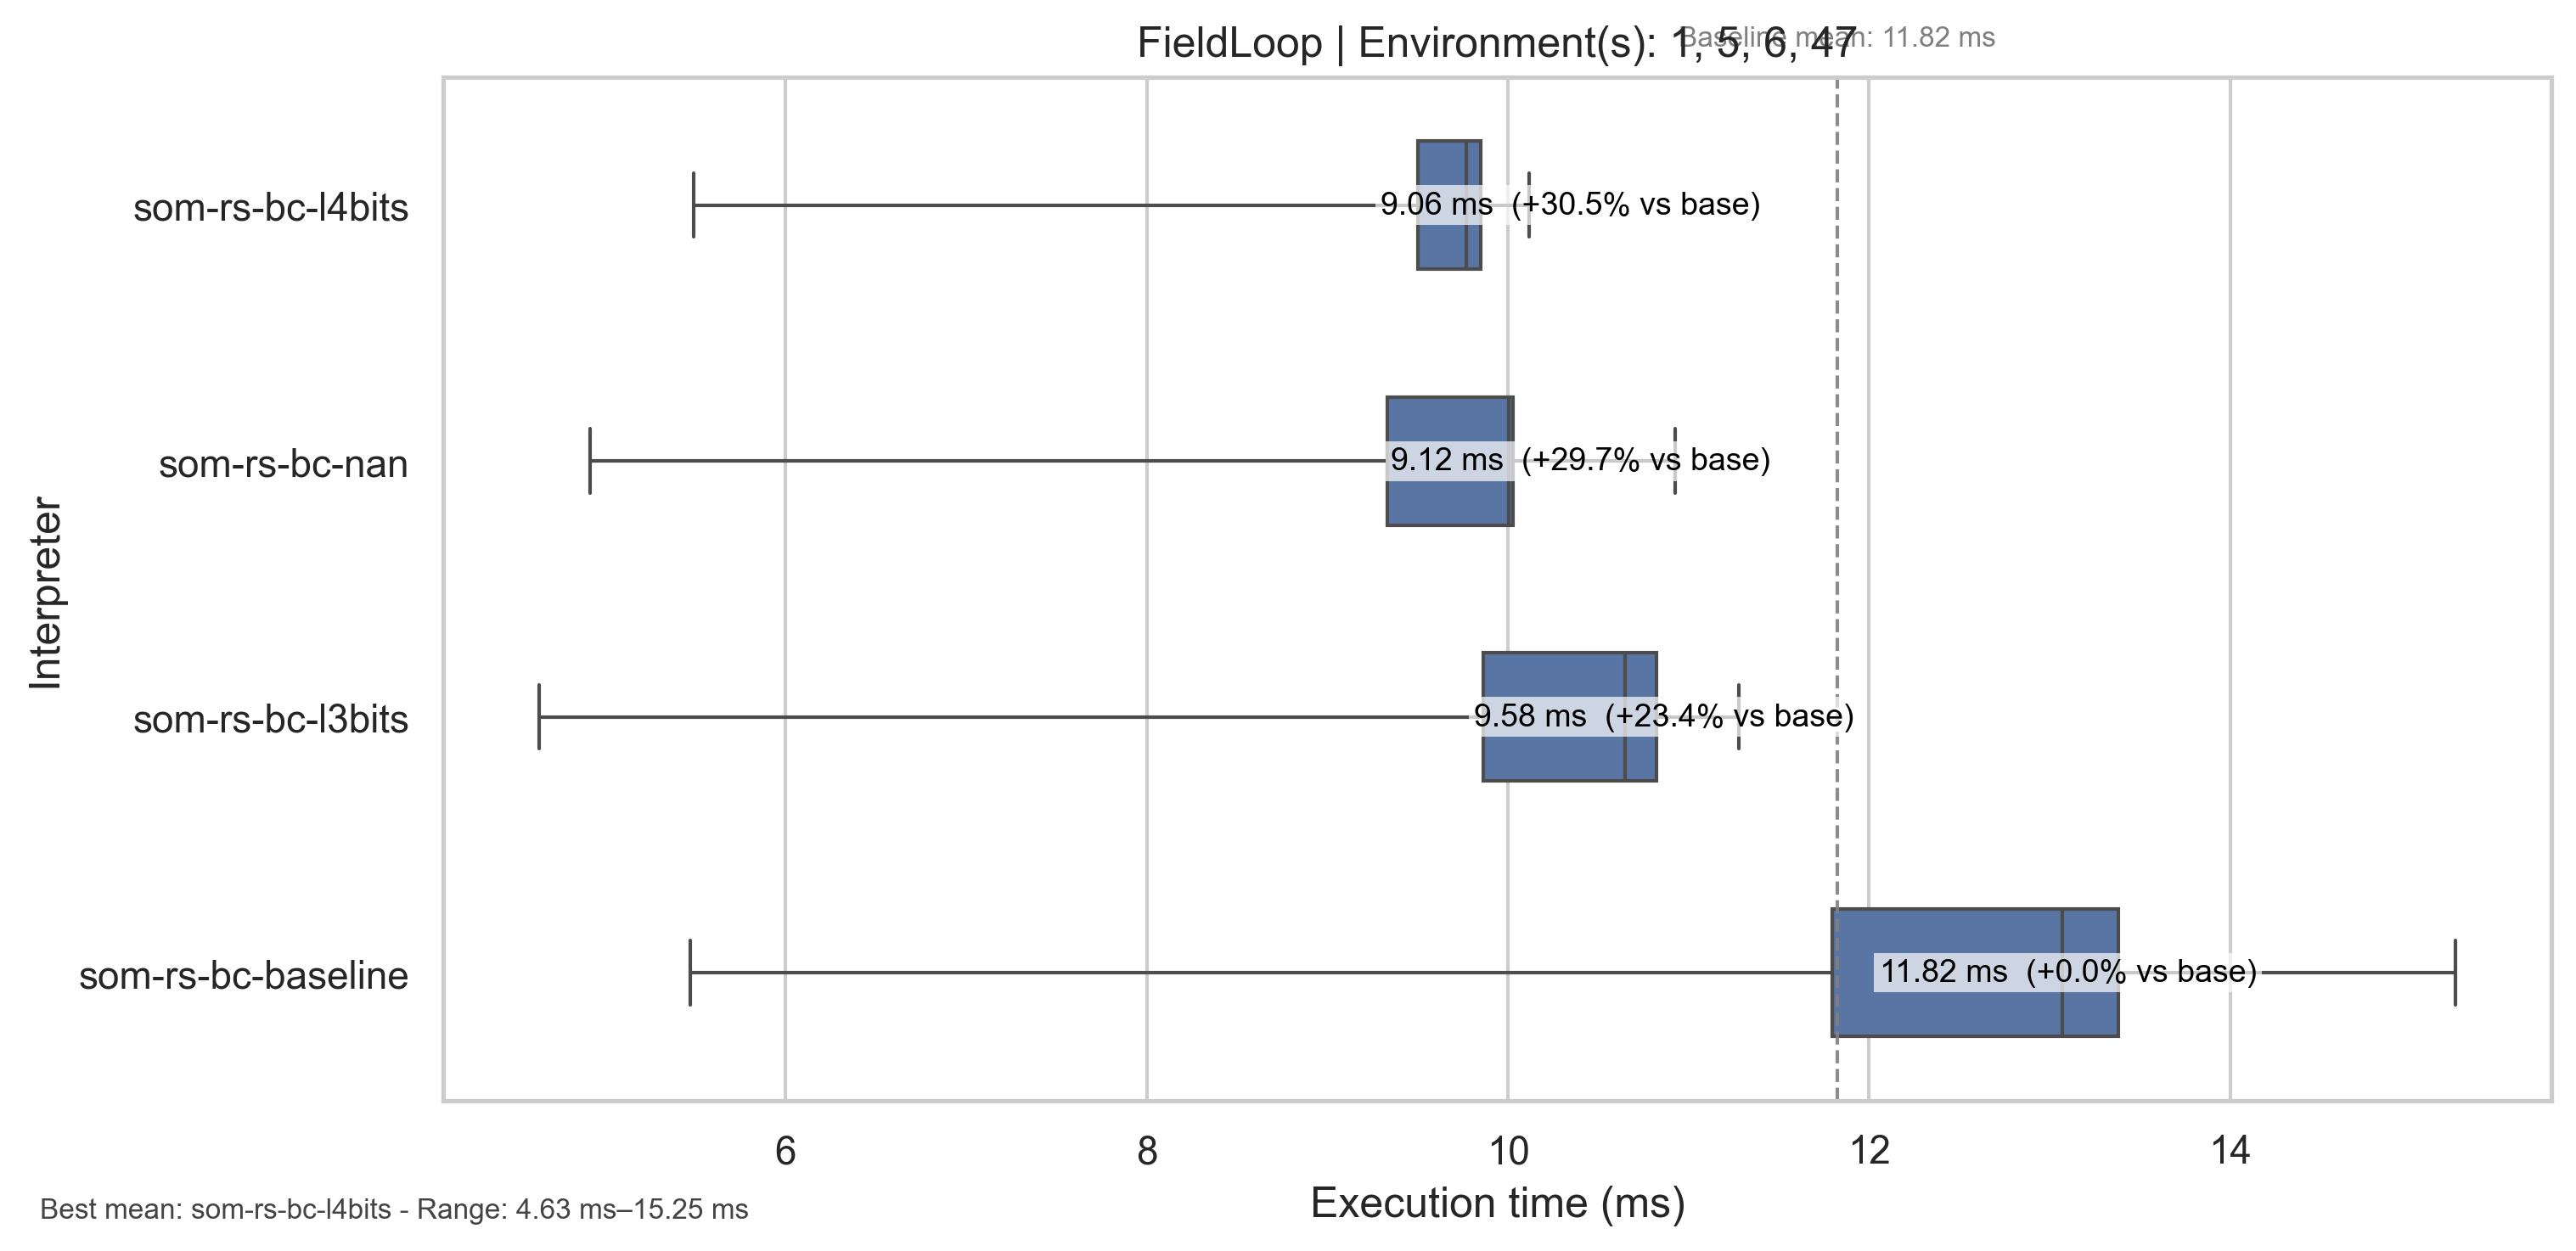 FieldLoop | Environment(s): 1, 5, 6, 47
Baseline mean: 11.82 ms
som-rs-bc-l4bits
9.06 ms (+30.5% vs base)
som-rs-bc-nan
9.12 ms (+29.7% vs base)
Interpreter
som-rs-bc-l3bits
9.58 ms (+23.4% vs base)
som-rs-bc-baseline
11.82 ms (+0.0% vs base)
6 8 10 12 14
Execution time (ms)
Best mean: som-rs-bc-l4bits - Range: 4.63 ms–15.25 ms